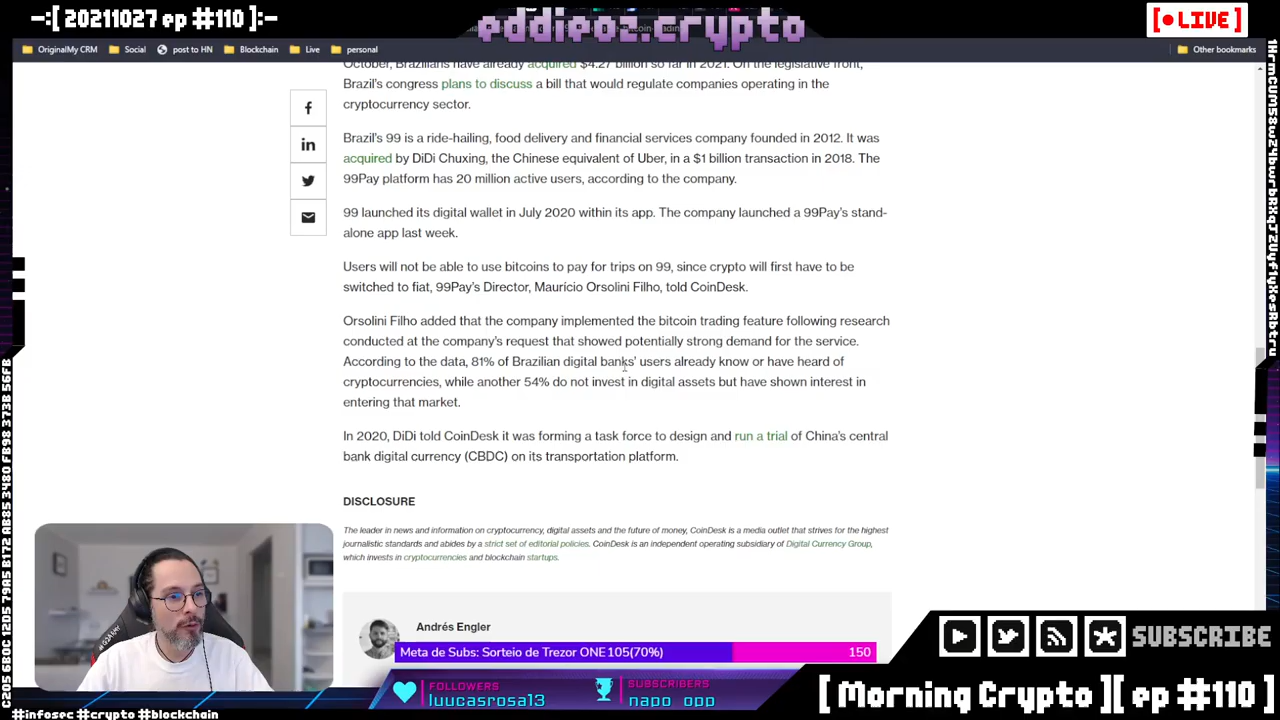 -:[ 20211027 ep #110 ]:-
eddieoz.crypto
[ • LIVE ]
OriginalMy CRM
Social
post to HN
Blockchain
Live
personal
Other bookmarks
October, Brazilians have already acquired $4.27 billion so far in 2021. On the legislative front,
Brazil's congress plans to discuss a bill that would regulate companies operating in the
cryptocurrency sector.
Brazil's 99 is a ride-hailing, food delivery and financial services company founded in 2012. It was
acquired by DiDi Chuxing, the Chinese equivalent of Uber, in a $1 billion transaction in 2018. The
99Pay platform has 20 million active users, according to the company.
99 launched its digital wallet in July 2020 within its app. The company launched a 99Pay's stand-
alone app last week.
Users will not be able to use bitcoins to pay for trips on 99, since crypto will first have to be
switched to fiat, 99Pay's Director, Maurício Orsolini Filho, told CoinDesk.
Orsolini Filho added that the company implemented the bitcoin trading feature following research
conducted at the company's request that showed potentially strong demand for the service.
According to the data, 81% of Brazilian digital banks' users already know or have heard of
cryptocurrencies, while another 54% do not invest in digital assets but have shown interest in
entering that market.
In 2020, DiDi told CoinDesk it was forming a task force to design and run a trial of China's central
bank digital currency (CBDC) on its transportation platform.
DISCLOSURE
The leader in news and information on cryptocurrency, digital assets and the future of money, CoinDesk is a media outlet that strives for the highest
journalistic standards and abides by a strict set of editorial policies. CoinDesk is an independent operating subsidiary of Digital Currency Group,
which invests in cryptocurrencies and blockchain startups.
Andrés Engler
Meta de Subs: Sorteio de Trezor ONE 105(70%)
150
FOLLOWERS
luucasrosa13
SUBSCRIBERS
napo_opp
SUBSCRIBE
[ Morning Crypto ][ ep #110 ]
#infosec #crypto #blockchain